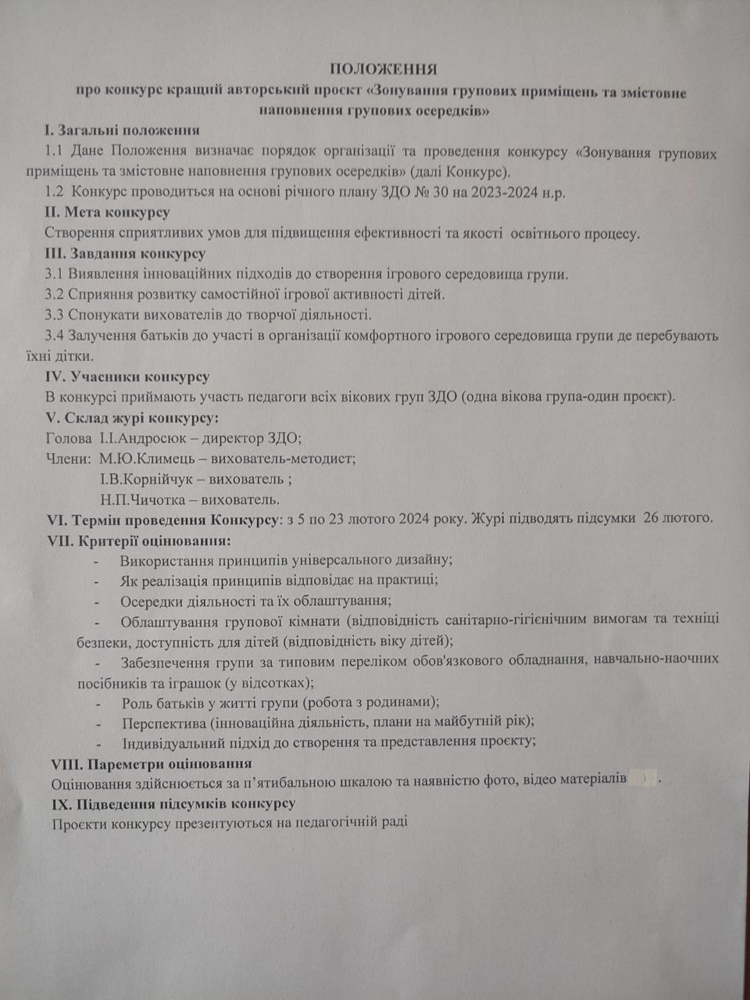 ПОЛОЖЕННЯ
про конкурс кращий авторський проєкт «Зонування групових приміщень та змістовне
наповнення групових осередків»
І. Загальні положення
1.1 Дане Положення визначає порядок організації та проведення конкурсу «Зонування групових
приміщень та змістовне наповнення групових осередків» (далі Конкурс).
1.2 Конкурс проводиться на основі річного плану ЗДО № 30 на 2023-2024 н.р.
ІІ. Мета конкурсу
Створення сприятливих умов для підвищення ефективності та якості освітнього процесу.
ІІІ. Завдання конкурсу
3.1 Виявлення інноваційних підходів до створення ігрового середовища групи.
3.2 Сприяння розвитку самостійної ігрової активності дітей.
3.3 Спонукати вихователів до творчої діяльності.
3.4 Залучення батьків до участі в організації комфортного ігрового середовища групи де перебувають
їхні дітки.
IV. Учасники конкурсу
В конкурсі приймають участь педагоги всіх вікових груп ЗДО (одна вікова група-один проєкт).
V. Склад журі конкурсу:
Голова І.І.Андросюк – директор ЗДО;
Члени: М.Ю.Климець – вихователь-методист;
І.В.Корнійчук – вихователь ;
Н.П.Чичотка – вихователь.
VI. Термін проведення Конкурсу: з 5 по 23 лютого 2024 року. Журі підводять підсумки 26 лютого.
VII. Критерії оцінювання:
- Використання принципів універсального дизайну;
- Як реалізація принципів відповідає на практиці;
- Осередки діяльності та їх облаштування;
- Облаштування групової кімнати (відповідність санітарно-гігієнічним вимогам та техніці
безпеки, доступність для дітей (відповідність віку дітей);
- Забезпечення групи за типовим переліком обов'язкового обладнання, навчально-наочних
посібників та іграшок (у відсотках);
- Роль батьків у житті групи (робота з родинами);
- Перспектива (інноваційна діяльність, плани на майбутній рік);
- Індивідуальний підхід до створення та представлення проєкту;
VIII. Пареметри оцінювання
Оцінювання здійснюється за п’ятибальною шкалою та наявністю фото, відео матеріалів .
IX. Підведення підсумків конкурсу
Проєкти конкурсу презентуються на педагогічній раді